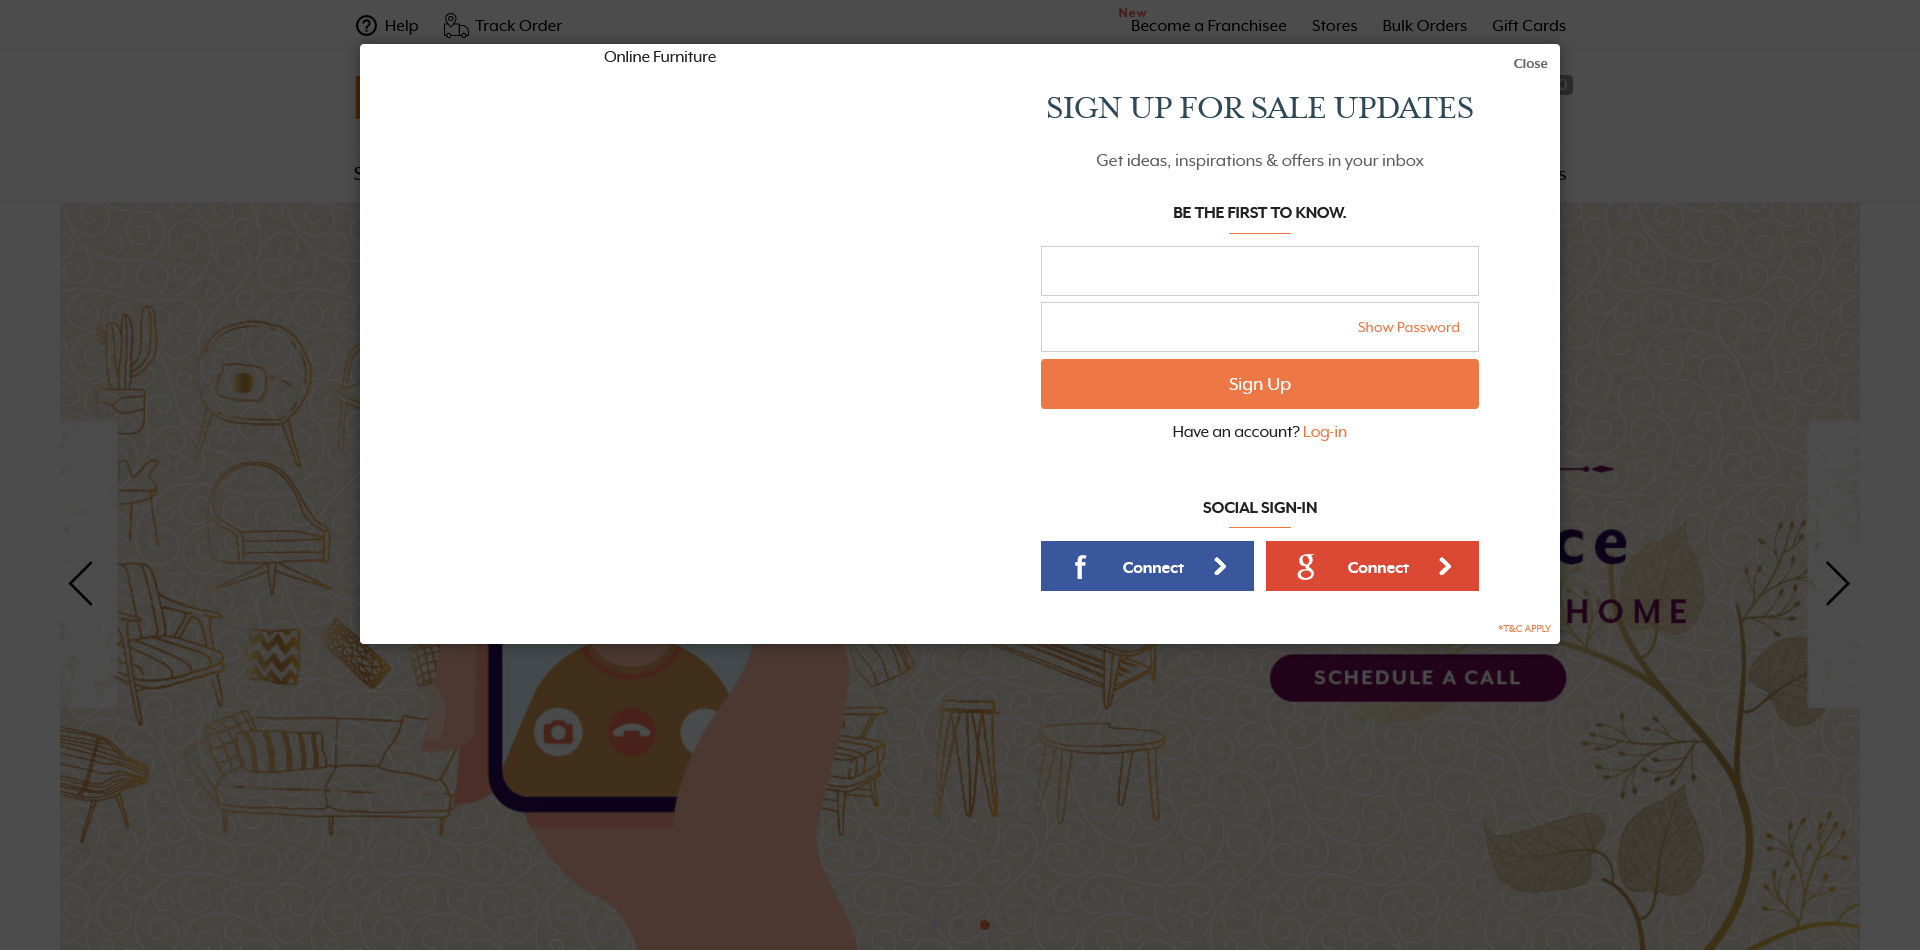 Help
Track Order
New
Become a Franchisee
Stores
Bulk Orders
Gift Cards
Online Furniture
Close
SIGN UP FOR SALE UPDATES
Get ideas, inspirations & offers in your inbox
BE THE FIRST TO KNOW.
Show Password
Sign Up
Have an account? Log-in
SOCIAL SIGN-IN
f Connect
g Connect
HOME
*T&C APPLY
SCHEDULE A CALL